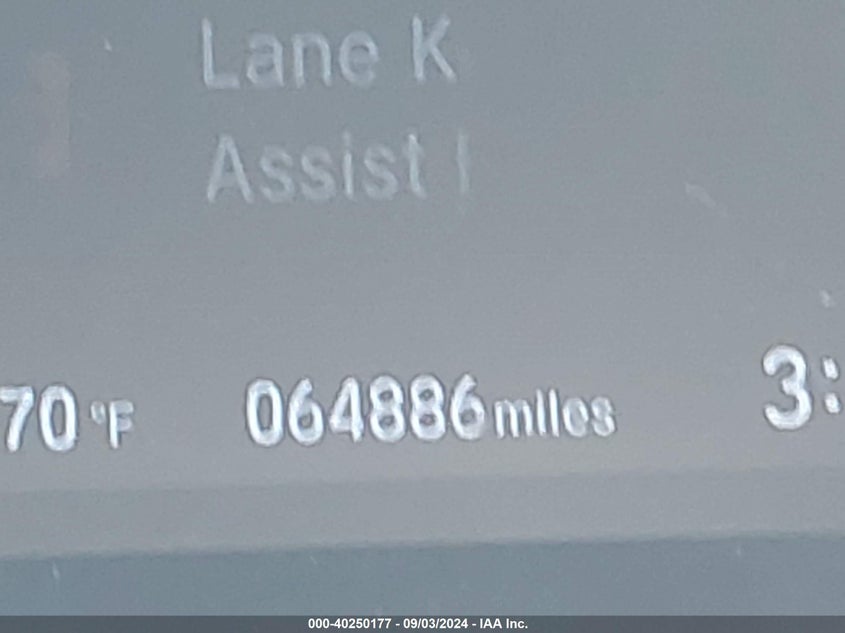 Lane K
Assist
70 °F 064886 miles 3:
000-40250177 - 09/03/2024 - IAA Inc.